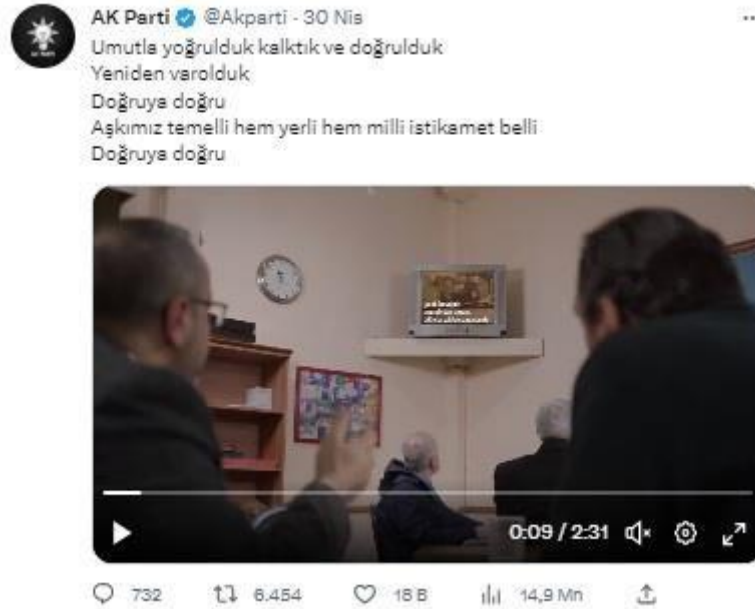 AK Parti @Akparti · 30 Nis
Umutla yoğrulduk kalktık ve doğrulduk
Yeniden varolduk
Doğruya doğru
Aşkımız temelli hem yerli hem milli istikamet belli
Doğruya doğru
0:09 / 2:31
732 6.454 18 B 14,9 Mn